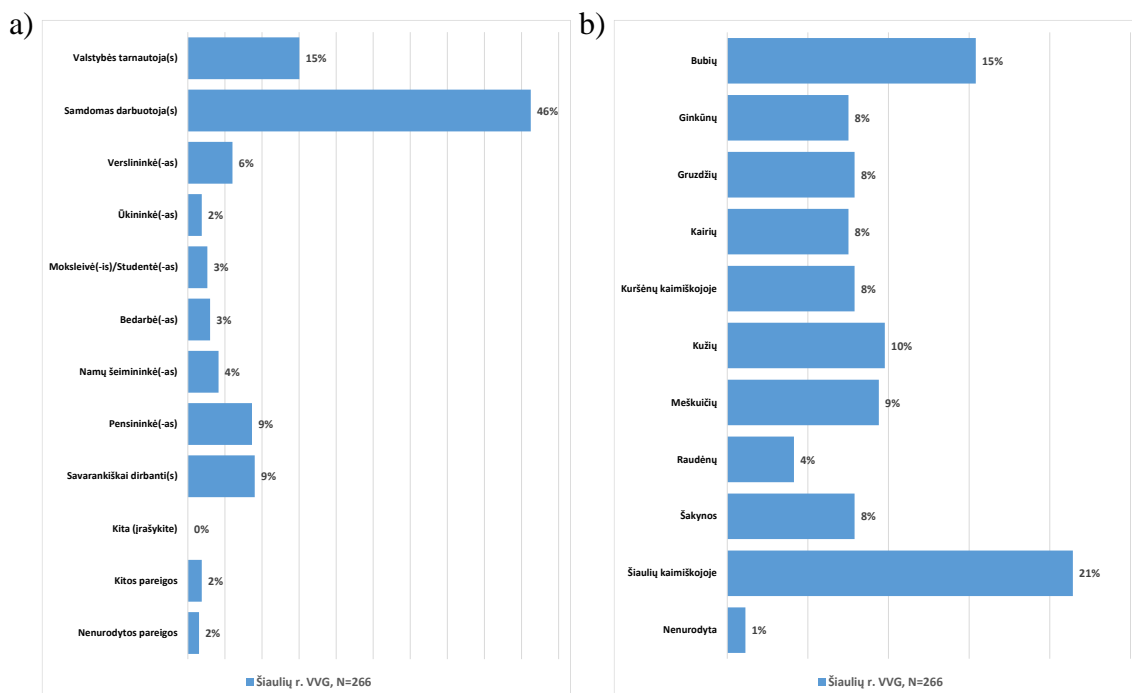 a)
Valstybės tarnautoja(s) 15%
Samdomas darbuotoja(s) 46%
Verslininkė(-as) 6%
Ūkininkė(-as) 2%
Moksleivė(-is)/Studentė(-as) 3%
Bedarbė(-as) 3%
Namų šeimininkė(-as) 4%
Pensininkė(-as) 9%
Savarankiškai dirbanti(s) 9%
Kita (įrašykite) 0%
Kitos pareigos 2%
Nenurodytos pareigos 2%
Šiaulių r. VVG, N=266
b)
Bubių 15%
Ginkūnų 8%
Gruzdžių 8%
Kairių 8%
Kuršėnų kaimiškojoje 8%
Kužių 10%
Meškuičių 9%
Raudėnų 4%
Šakynos 8%
Šiaulių kaimiškojoje 21%
Nenurodyta 1%
Šiaulių r. VVG, N=266